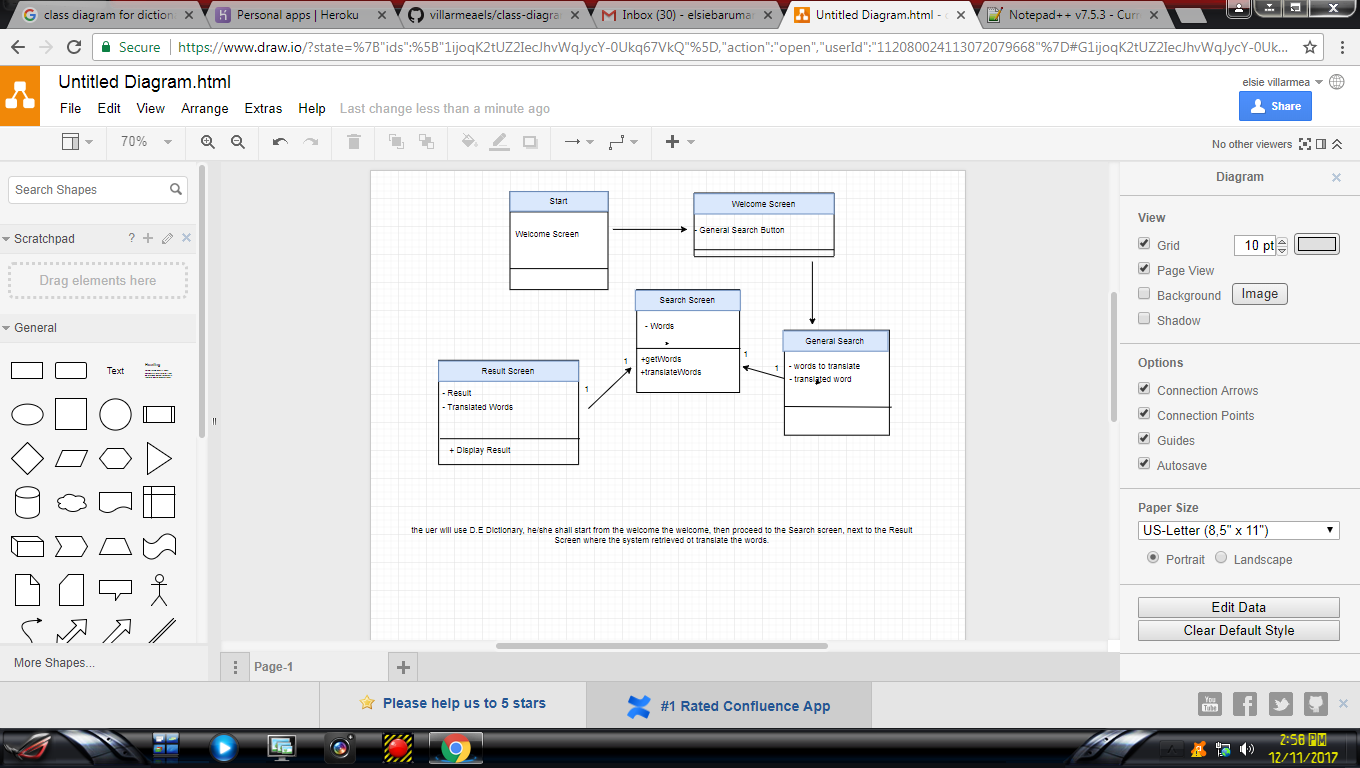 class diagram for diction
Personal apps | Heroku
villarmeaels/class-diagram
Inbox (30) - elsiebaruman
Untitled Diagram.html - d
Notepad++ v7.5.3 - Curr
Secure
https://www.draw.io/?state=%7B"ids":%5B"1ijoqK2tUZ2IecJhvWqJycY-0Ukq67VkQ"%5D,"action":"open","userId":"112080024113072079668"%7D#G1ijoqK2tUZ2IecJhvWqJycY-0Uk...
Untitled Diagram.html
elsie villarmea
File Edit View Arrange Extras Help Last change less than a minute ago
Share
70%
No other viewers
Search Shapes
Scratchpad
?
Drag elements here
General
Text
Heading
More Shapes...
Start
Welcome Screen
Welcome Screen
- General Search Button
Search Screen
- Words
+getWords
+translateWords
General Search
- words to translate
- translated word
Result Screen
- Result
- Translated Words
+ Display Result
1
1
1
1
the uer will use D.E Dictionary, he/she shall start from the welcome the welcome, then proceed to the Search screen, next to the Result
Screen where the system retrieved ot translate the words.
Diagram
View
Grid
10 pt
Page View
Background
Image
Shadow
Options
Connection Arrows
Connection Points
Guides
Autosave
Paper Size
US-Letter (8,5" x 11")
Portrait Landscape
Edit Data
Clear Default Style
Page-1
Please help us to 5 stars
#1 Rated Confluence App
You
Tube
2:56 PM
12/11/2017